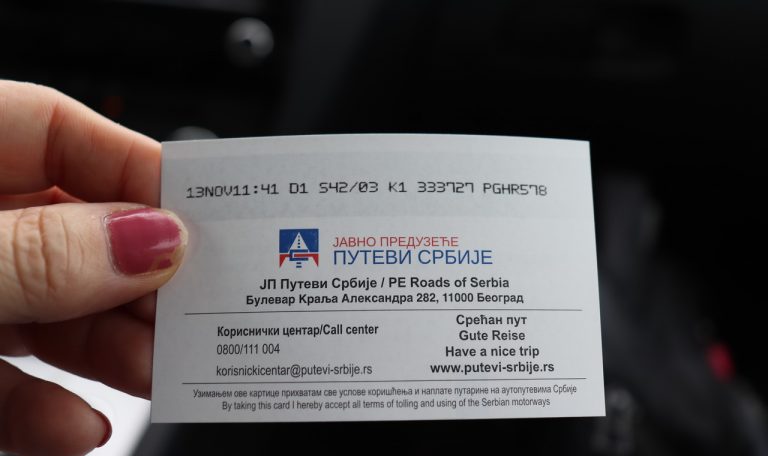 13NOV11:41 D1 S42/03 K1 333727 PGHR578
ЈАВНО ПРЕДУЗЕЋЕ
ПУТЕВИ СРБИЈЕ
ЈП Путеви Србије / PE Roads of Serbia
Булевар Краља Александра 282, 11000 Београд
Кориснички центар/Call center
0800/111 004
korisnickicentar@putevi-srbije.rs
Срећан пут
Gute Reise
Have a nice trip
www.putevi-srbije.rs
Узимањем ове картице прихватам све услове коришћења и наплате путарине на аутопутевима Србије
By taking this card I hereby accept all terms of tolling and using of the Serbian motorways